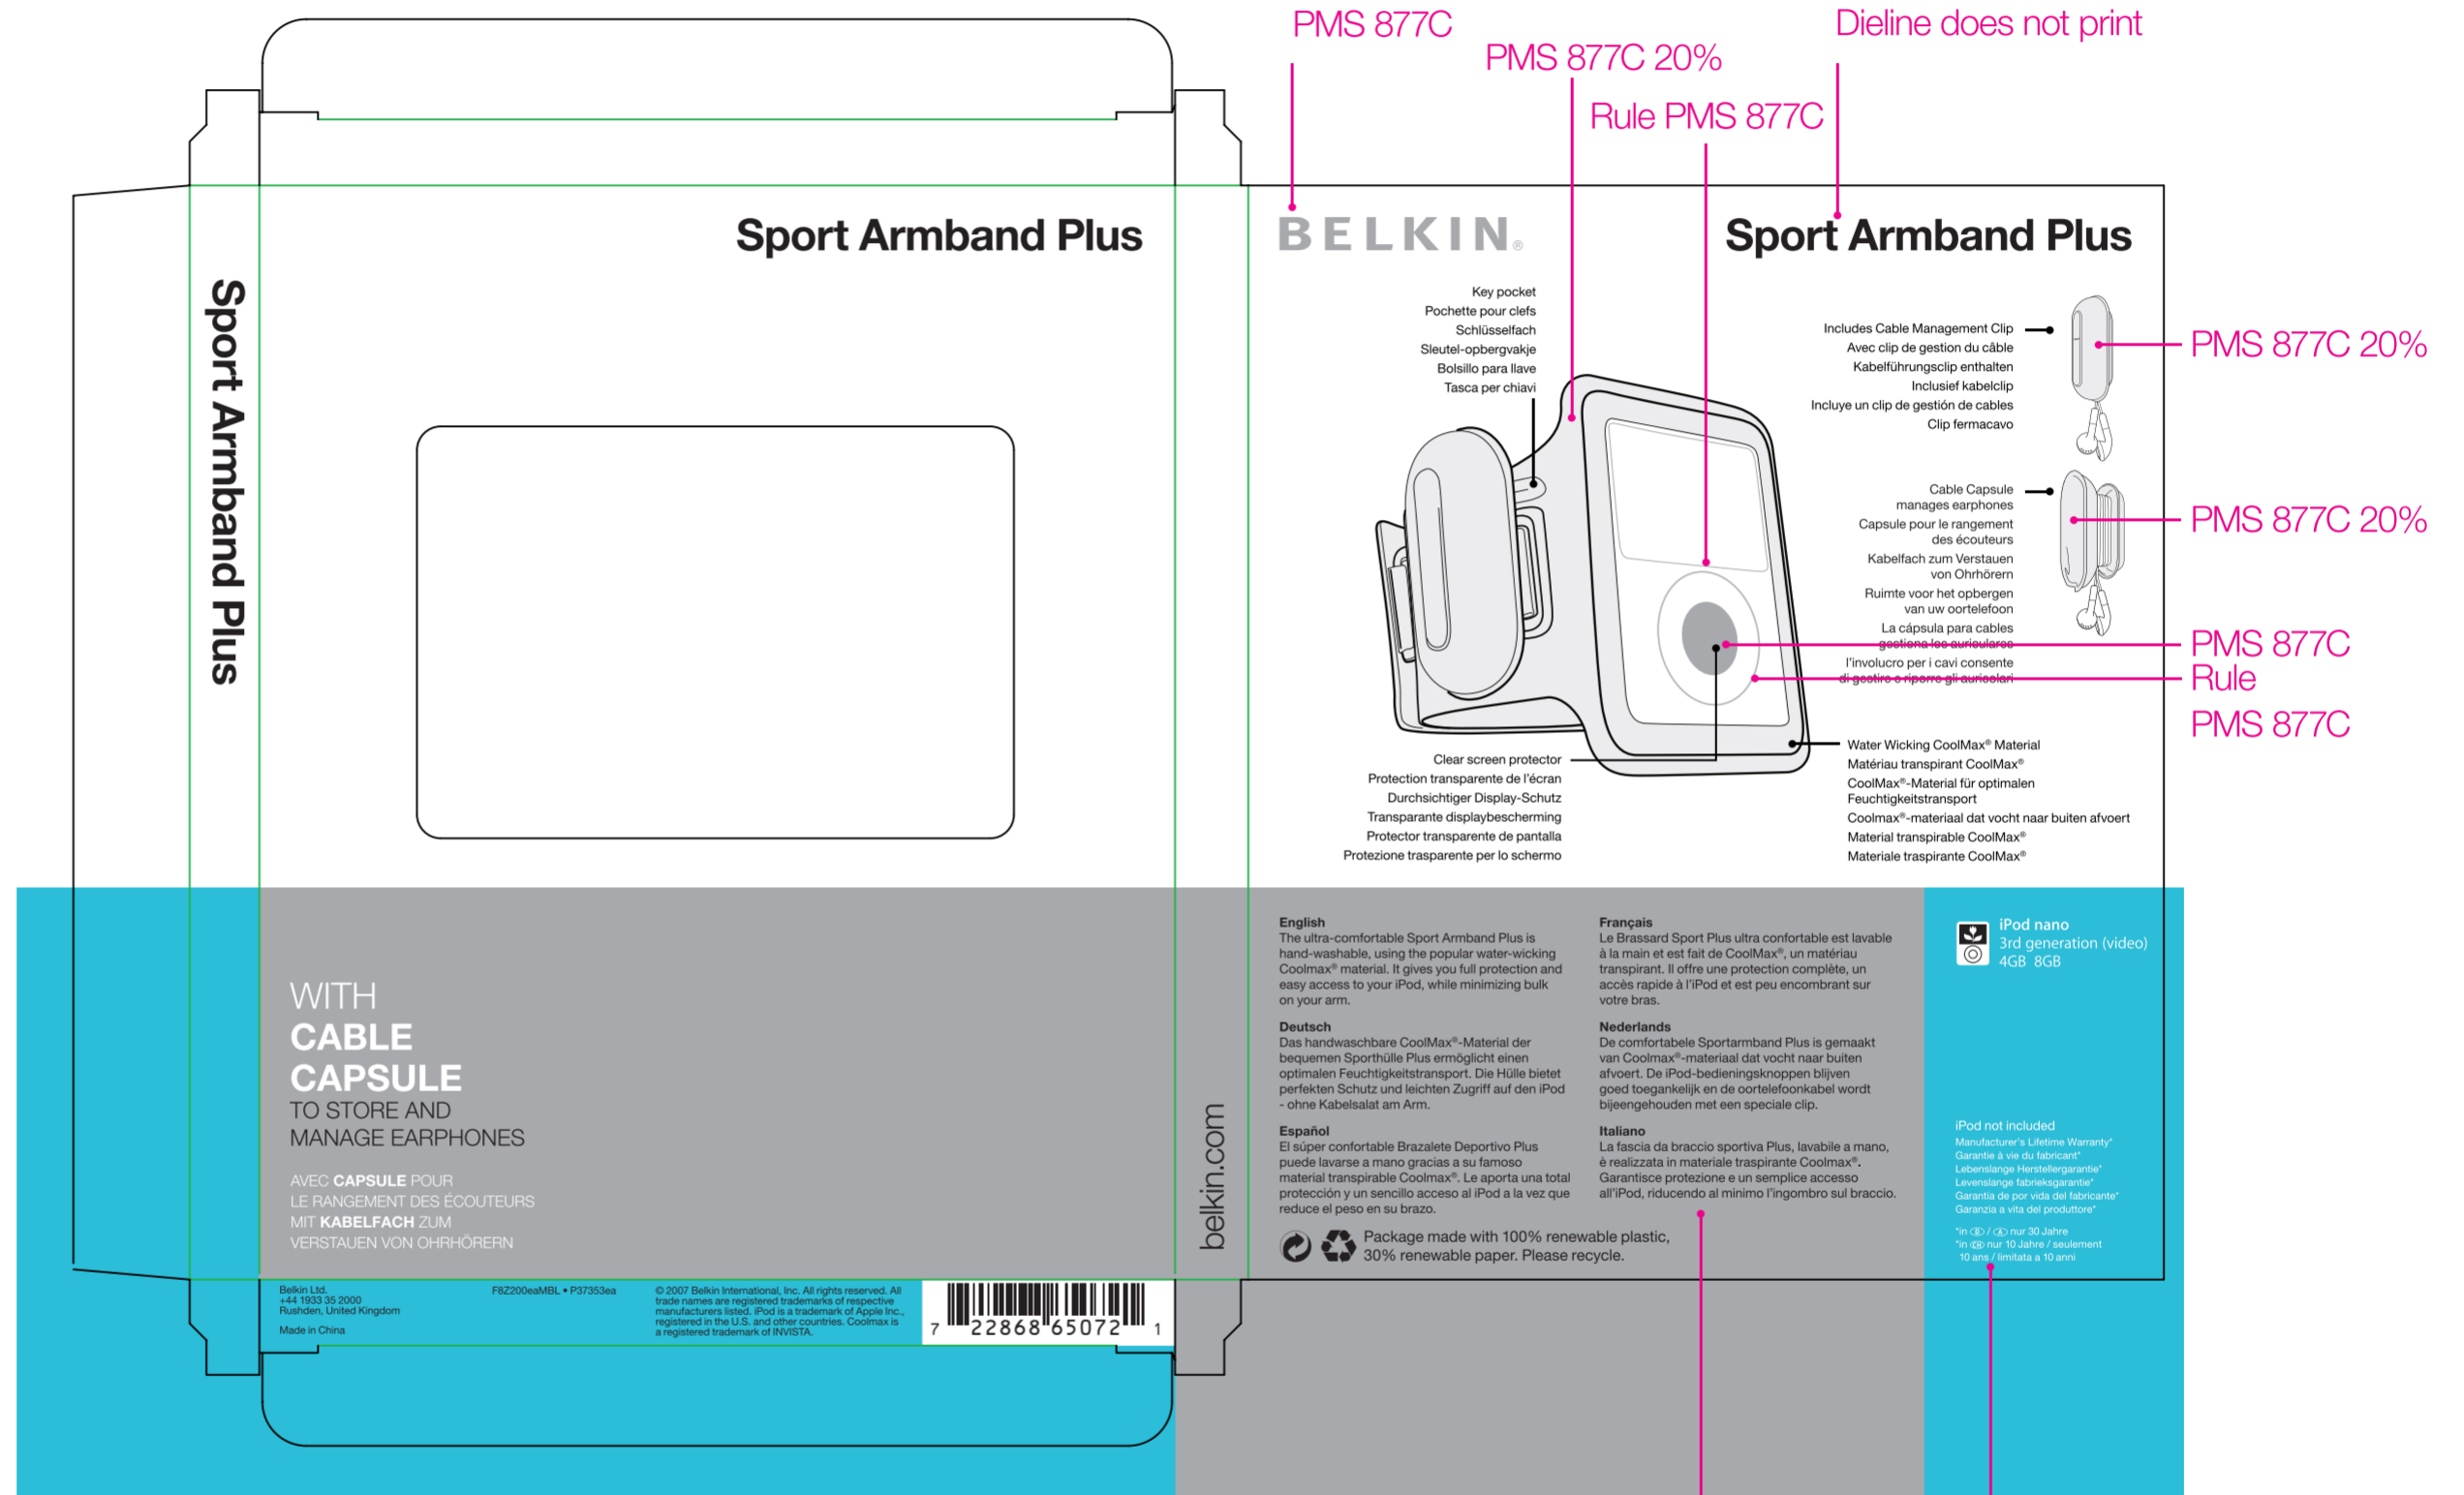 PMS 877C
PMS 877C 20%
Rule PMS 877C
Dieline does not print
Sport Armband Plus
Sport Armband Plus
BELKIN®
Sport Armband Plus
Key pocket
Pochette pour clefs
Schlüsselfach
Sleutel-opbergvakje
Bolsillo para llave
Tasca per chiavi
Includes Cable Management Clip
Avec clip de gestion du câble
Kabelführungsclip enthalten
Inclusief kabelclip
Incluye un clip de gestión de cables
Clip fermacavo
PMS 877C 20%
Cable Capsule
manages earphones
Capsule pour le rangement
des écouteurs
Kabelfach zum Verstauen
von Ohrhörern
Ruimte voor het opbergen
van uw oortelefoon
La cápsula para cables
gestiona los auriculares
l'involucro per i cavi consente
di gestire e riporre gli auricolari
PMS 877C 20%
PMS 877C
Rule
PMS 877C
Clear screen protector
Protection transparente de l'écran
Durchsichtiger Display-Schutz
Transparante displaybescherming
Protector transparente de pantalla
Protezione trasparente per lo schermo
Water Wicking CoolMax® Material
Matériau transpirant CoolMax®
CoolMax®-Material für optimalen
Feuchtigkeitstransport
Coolmax®-materiaal dat vocht naar buiten afvoert
Material transpirable CoolMax®
Materiale traspirante CoolMax®
WITH
CABLE
CAPSULE
TO STORE AND
MANAGE EARPHONES
AVEC CAPSULE POUR
LE RANGEMENT DES ÉCOUTEURS
MIT KABELFACH ZUM
VERSTAUEN VON OHRHÖRERN
belkin.com
English
The ultra-comfortable Sport Armband Plus is
hand-washable, using the popular water-wicking
Coolmax® material. It gives you full protection and
easy access to your iPod, while minimizing bulk
on your arm.
Deutsch
Das handwaschbare CoolMax®-Material der
bequemen Sporthülle Plus ermöglicht einen
optimalen Feuchtigkeitstransport. Die Hülle bietet
perfekten Schutz und leichten Zugriff auf den iPod
- ohne Kabelsalat am Arm.
Español
El súper confortable Brazalete Deportivo Plus
puede lavarse a mano gracias a su famoso
material transpirable Coolmax®. Le aporta una total
protección y un sencillo acceso al iPod a la vez que
reduce el peso en su brazo.
Français
Le Brassard Sport Plus ultra confortable est lavable
à la main et est fait de CoolMax®, un matériau
transpirant. Il offre une protection complète, un
accès rapide à l'iPod et est peu encombrant sur
votre bras.
Nederlands
De comfortabele Sportarmband Plus is gemaakt
van Coolmax®-materiaal dat vocht naar buiten
afvoert. De iPod-bedieningsknoppen blijven
goed toegankelijk en de oortelefoonkabel wordt
bijeengehouden met een speciale clip.
Italiano
La fascia da braccio sportiva Plus, lavabile a mano,
è realizzata in materiale traspirante Coolmax®.
Garantisce protezione e un semplice accesso
all'iPod, riducendo al minimo l'ingombro sul braccio.
Package made with 100% renewable plastic,
30% renewable paper. Please recycle.
iPod nano
3rd generation (video)
4GB 8GB
iPod not included
Manufacturer's Lifetime Warranty*
Garantie à vie du fabricant*
Lebenslange Herstellergarantie*
Levenslange fabrieksgarantie*
Garantía de por vida del fabricante*
Garanzia a vita del produttore*
*in D / A nur 30 Jahre
*in CH nur 10 Jahre / seulement
10 ans / limitata a 10 anni
Belkin Ltd.
+44 1933 35 2000
Rushden, United Kingdom
Made in China
F8Z200eaMBL • P37353ea
© 2007 Belkin International, Inc. All rights reserved. All
trade names are registered trademarks of respective
manufacturers listed. iPod is a trademark of Apple Inc.,
registered in the U.S. and other countries. Coolmax is
a registered trademark of INVISTA.
7 22868 65072 1